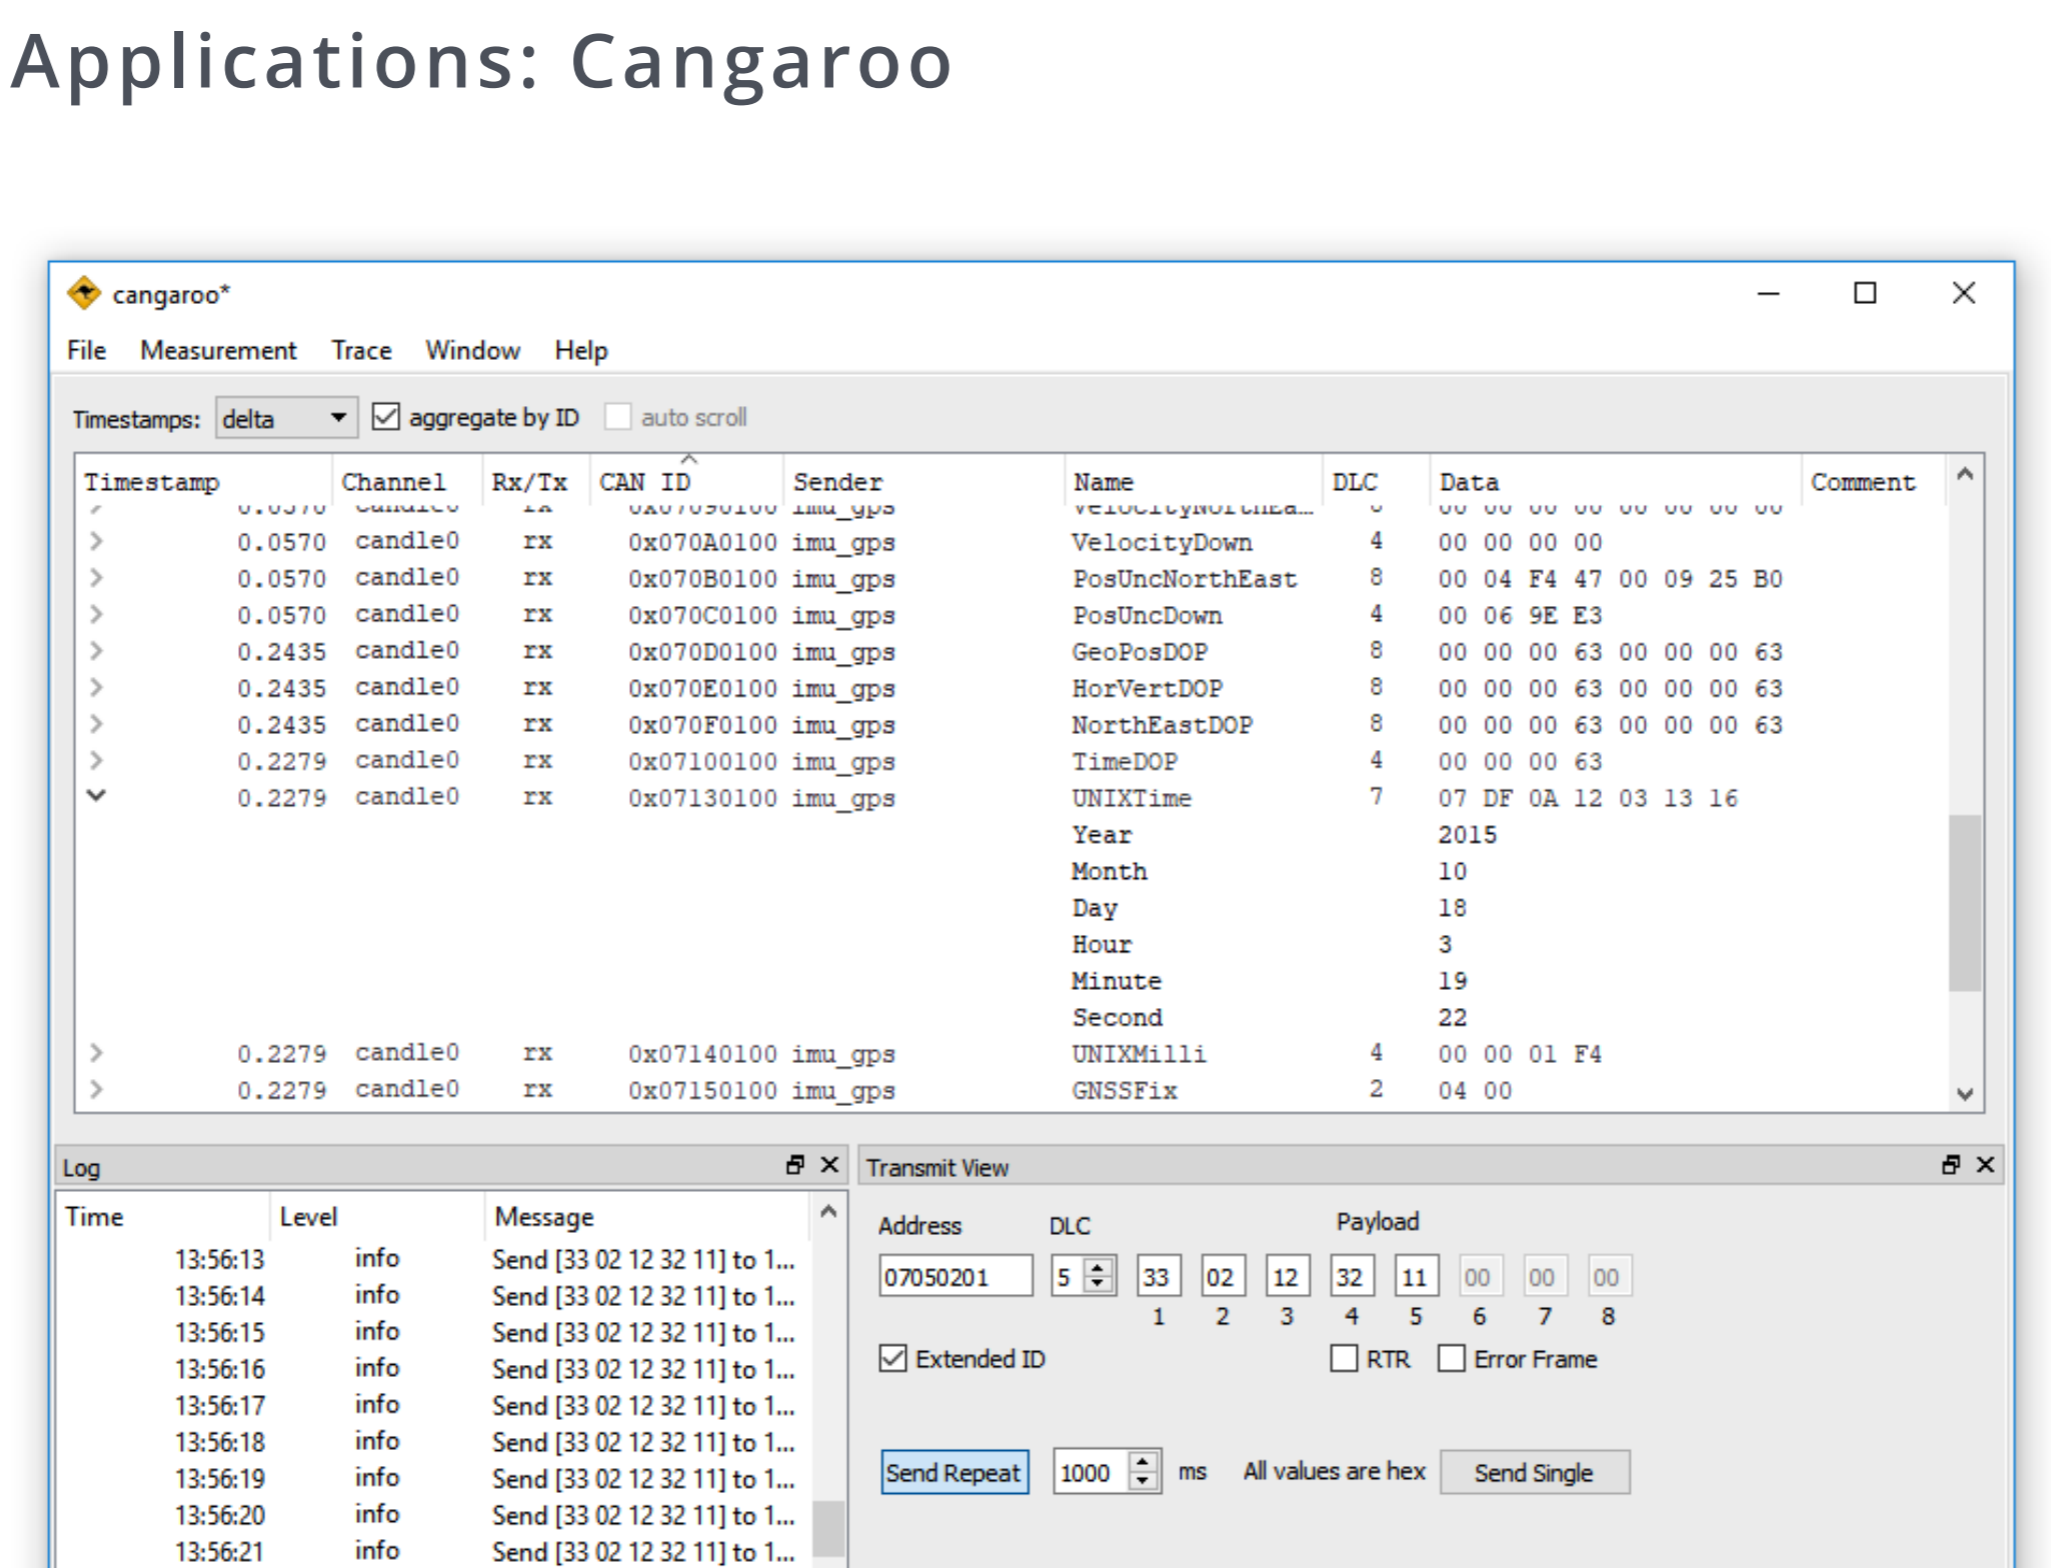 Applications: Cangaroo
cangaroo*
File Measurement Trace Window Help
Timestamps: delta aggregate by ID auto scroll
Timestamp Channel Rx/Tx CAN ID Sender Name DLC Data Comment
0.0570 candle0 rx 0x07090100 imu_gps VelocityNorthEa… 8 00 00 00 00 00 00 00 00
0.0570 candle0 rx 0x070A0100 imu_gps VelocityDown 4 00 00 00 00
0.0570 candle0 rx 0x070B0100 imu_gps PosUncNorthEast 8 00 04 F4 47 00 09 25 B0
0.0570 candle0 rx 0x070C0100 imu_gps PosUncDown 4 00 06 9E E3
0.2435 candle0 rx 0x070D0100 imu_gps GeoPosDOP 8 00 00 00 63 00 00 00 63
0.2435 candle0 rx 0x070E0100 imu_gps HorVertDOP 8 00 00 00 63 00 00 00 63
0.2435 candle0 rx 0x070F0100 imu_gps NorthEastDOP 8 00 00 00 63 00 00 00 63
0.2279 candle0 rx 0x07100100 imu_gps TimeDOP 4 00 00 00 63
0.2279 candle0 rx 0x07130100 imu_gps UNIXTime 7 07 DF 0A 12 03 13 16
Year 2015
Month 10
Day 18
Hour 3
Minute 19
Second 22
0.2279 candle0 rx 0x07140100 imu_gps UNIXMilli 4 00 00 01 F4
0.2279 candle0 rx 0x07150100 imu_gps GNSSFix 2 04 00
Log
Time Level Message
13:56:13 info Send [33 02 12 32 11] to 1...
13:56:14 info Send [33 02 12 32 11] to 1...
13:56:15 info Send [33 02 12 32 11] to 1...
13:56:16 info Send [33 02 12 32 11] to 1...
13:56:17 info Send [33 02 12 32 11] to 1...
13:56:18 info Send [33 02 12 32 11] to 1...
13:56:19 info Send [33 02 12 32 11] to 1...
13:56:20 info Send [33 02 12 32 11] to 1...
13:56:21 info Send [33 02 12 32 11] to 1...
Transmit View
Address DLC Payload
07050201 5 33 02 12 32 11 00 00 00
1 2 3 4 5 6 7 8
Extended ID RTR Error Frame
Send Repeat 1000 ms All values are hex Send Single